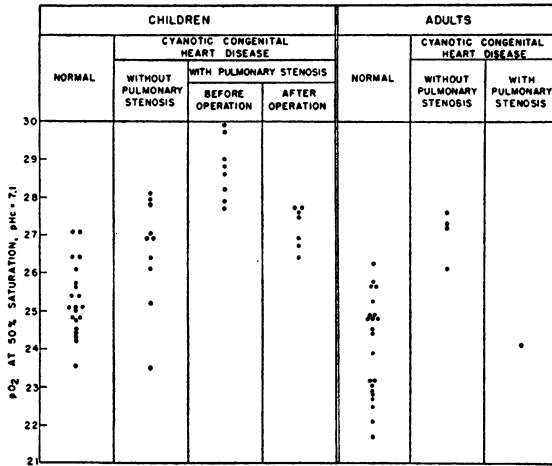 CHILDREN
ADULTS
NORMAL
CYANOTIC CONGENITAL
HEART DISEASE
WITHOUT
PULMONARY
STENOSIS
WITH PULMONARY STENOSIS
BEFORE
OPERATION
AFTER
OPERATION
NORMAL
CYANOTIC CONGENITAL
HEART DISEASE
WITHOUT
PULMONARY
STENOSIS
WITH
PULMONARY
STENOSIS
pO2 AT 50% SATURATION, pHc = 7.1
30
29
28
27
26
25
24
23
22
21